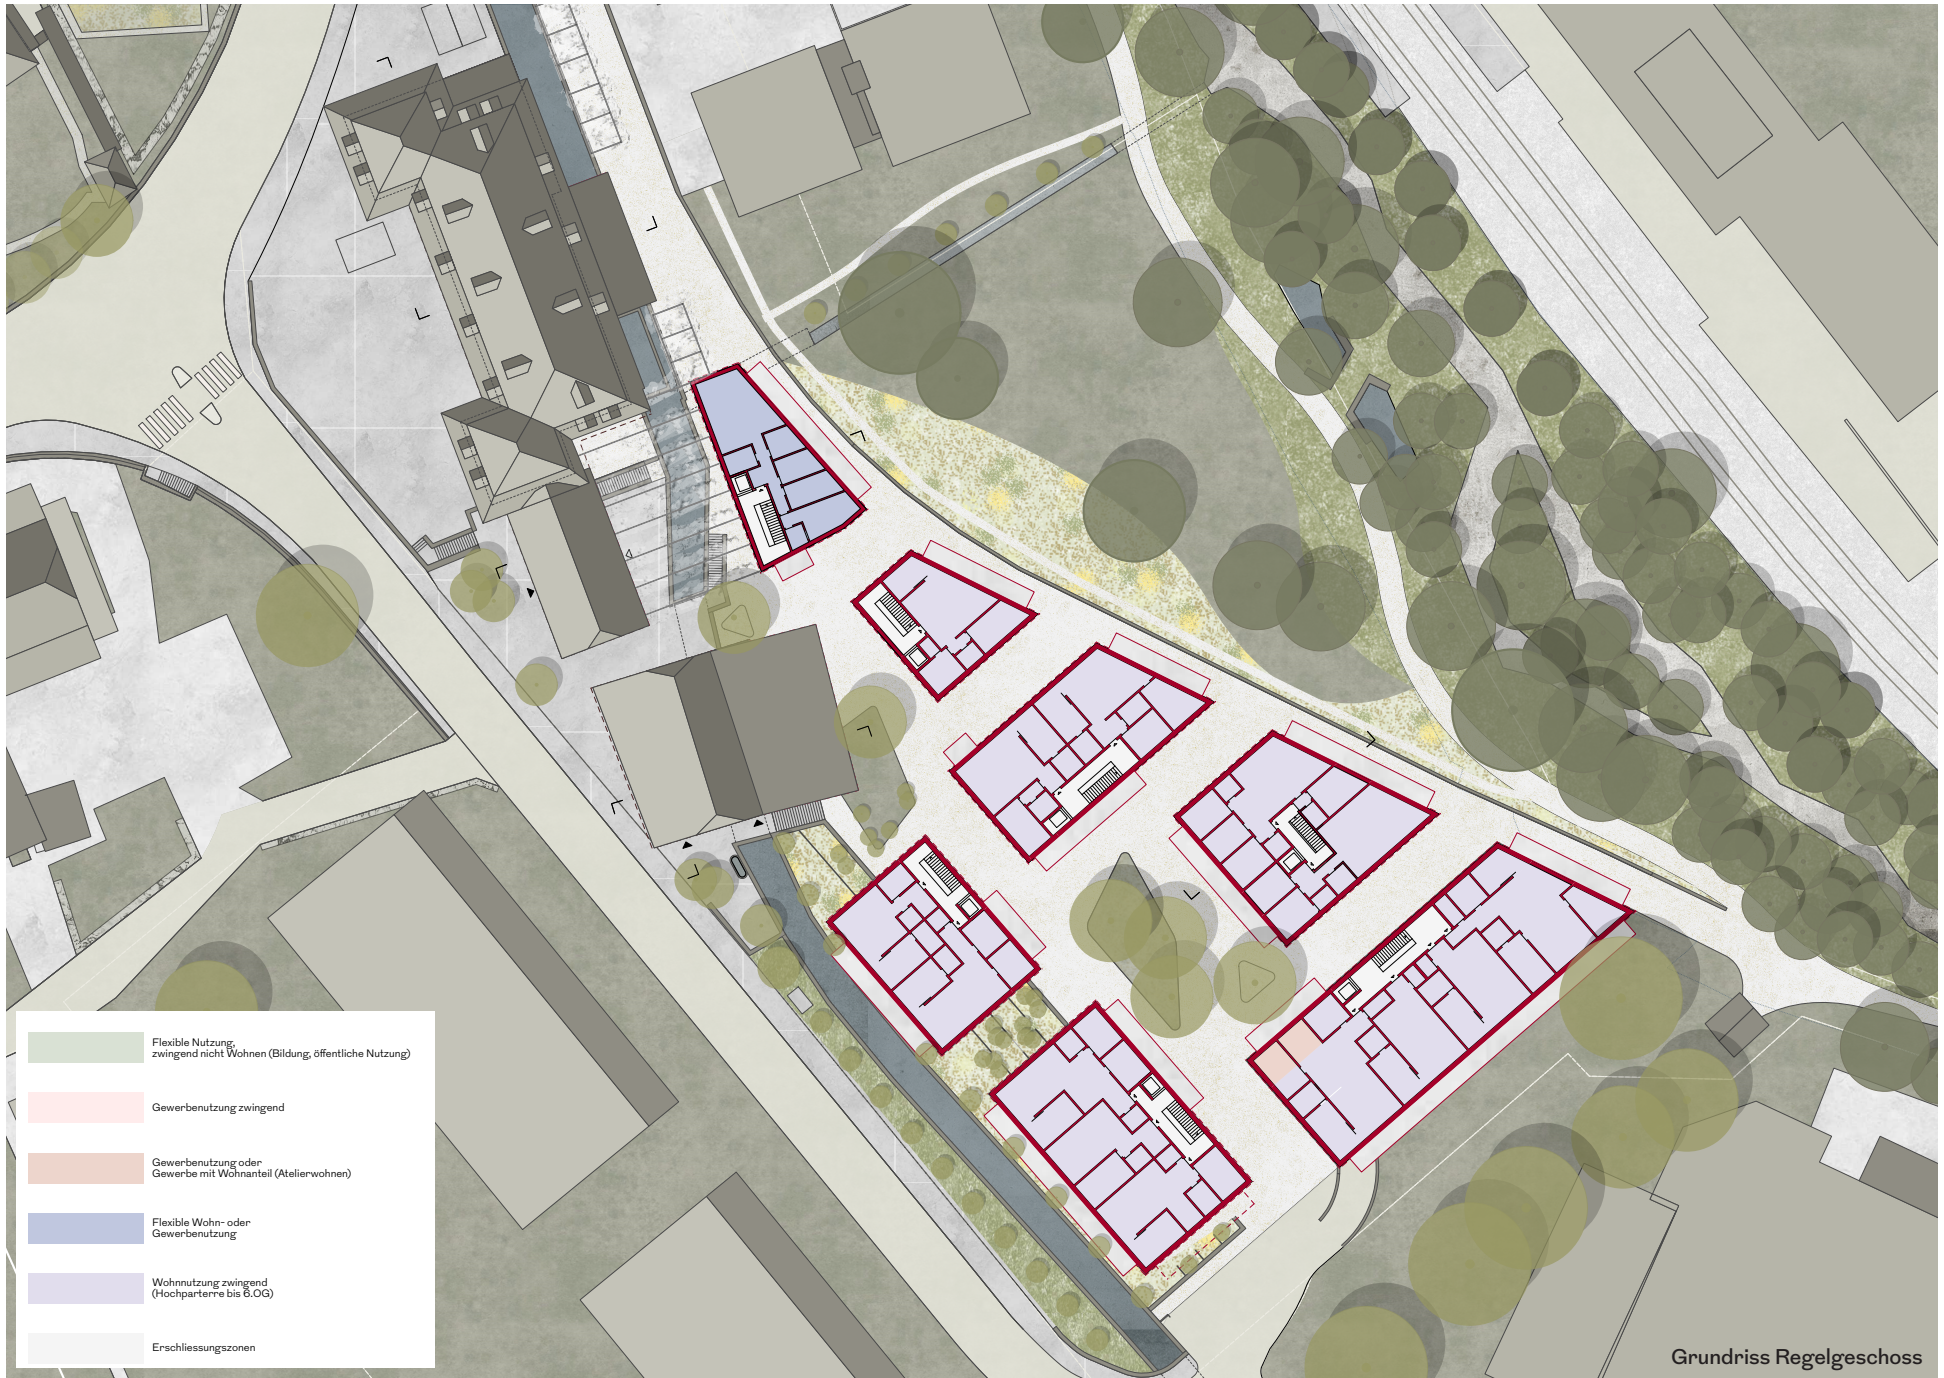 Flexible Nutzung,
zwingend nicht Wohnen (Bildung, öffentliche Nutzung)
Gewerbenutzung zwingend
Gewerbenutzung oder
Gewerbe mit Wohnanteil (Atelierwohnen)
Flexible Wohn- oder
Gewerbenutzung
Wohnnutzung zwingend
(Hochparterre bis 6.OG)
Erschliessungszonen
Grundriss Regelgeschoss